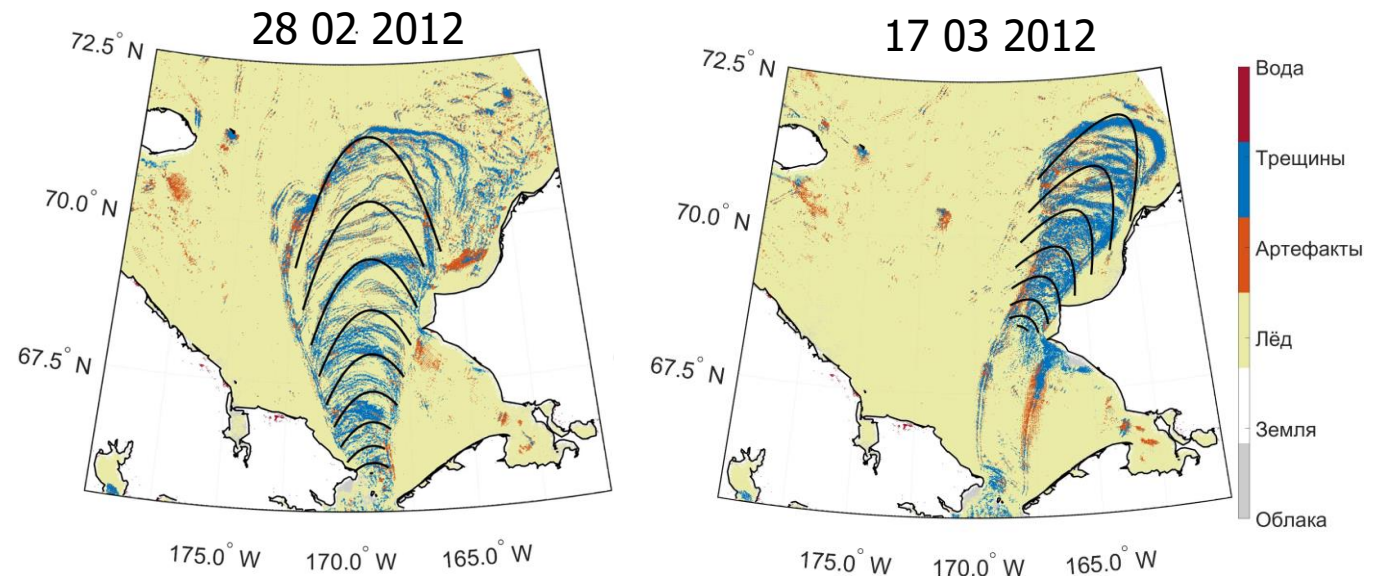 28 02 2012
72.5° N
70.0° N
67.5° N
175.0° W
170.0° W
165.0° W
17 03 2012
72.5° N
70.0° N
67.5° N
175.0° W
170.0° W
165.0° W
Вода
Трещины
Артефакты
Лёд
Земля
Облака